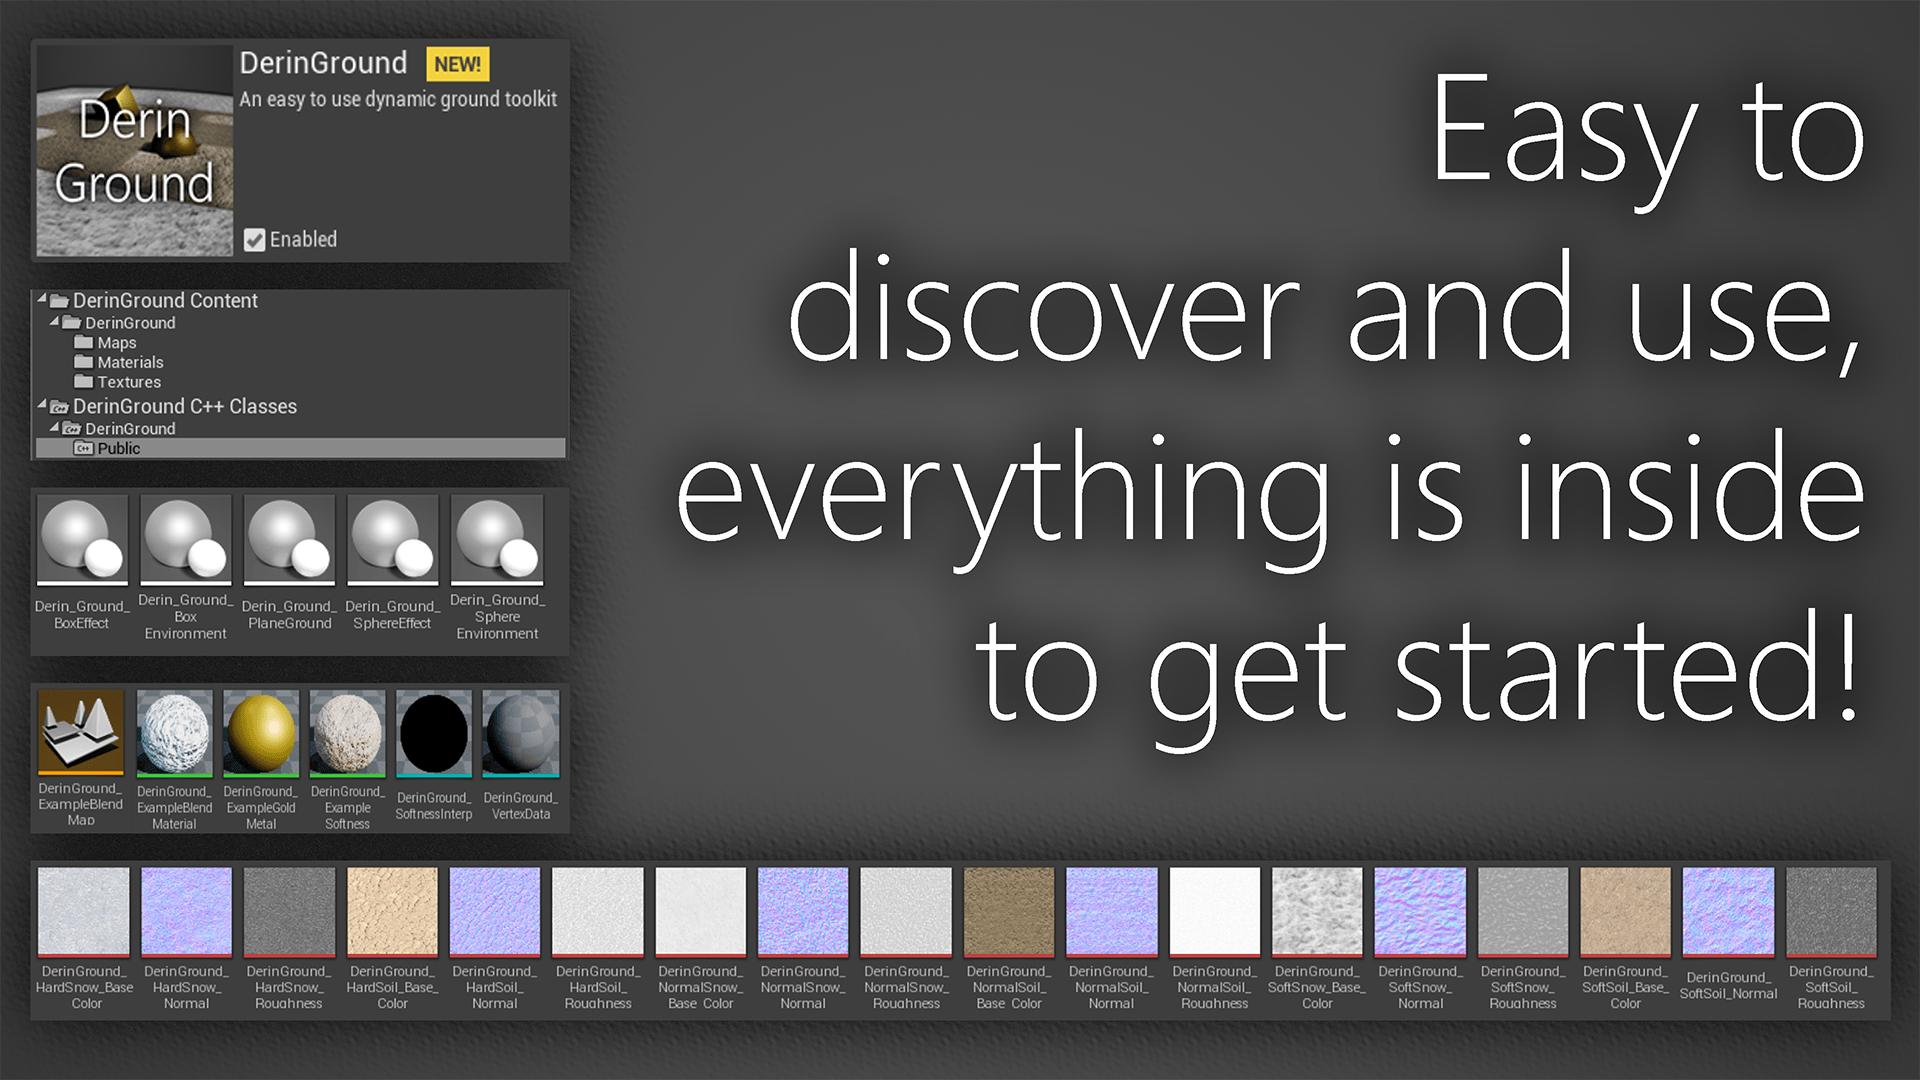 DerinGround NEW!
An easy to use dynamic ground toolkit
Derin
Ground
Enabled
Easy to
discover and use,
everything is inside
to get started!
DerinGround Content
DerinGround
Maps
Materials
Textures
DerinGround C++ Classes
DerinGround
C++ Public
Derin_Ground_
BoxEffect
Derin_Ground_
Box
Environment
Derin_Ground_
PlaneGround
Derin_Ground_
SphereEffect
Derin_Ground_
Sphere
Environment
DerinGround_
ExampleBlend
Map
DerinGround_
ExampleBlend
Material
DerinGround_
ExampleGold
Metal
DerinGround_
Example
Softness
DerinGround_
SoftnessInterp
DerinGround_
VertexData
DerinGround_
HardSnow_Base
Color
DerinGround_
HardSnow_
Normal
DerinGround_
HardSnow_
Roughness
DerinGround_
HardSoil_Base_
Color
DerinGround_
HardSoil_
Normal
DerinGround_
HardSoil_
Roughness
DerinGround_
NormalSnow_
Base Color
DerinGround_
NormalSnow_
Normal
DerinGround_
NormalSnow_
Roughness
DerinGround_
NormalSoil_
Base Color
DerinGround_
NormalSoil_
Normal
DerinGround_
NormalSoil_
Roughness
DerinGround_
SoftSnow_Base_
Color
DerinGround_
SoftSnow_
Normal
DerinGround_
SoftSnow_
Roughness
DerinGround_
SoftSoil_Base_
Color
DerinGround_
SoftSoil_Normal
DerinGround_
SoftSoil_
Roughness